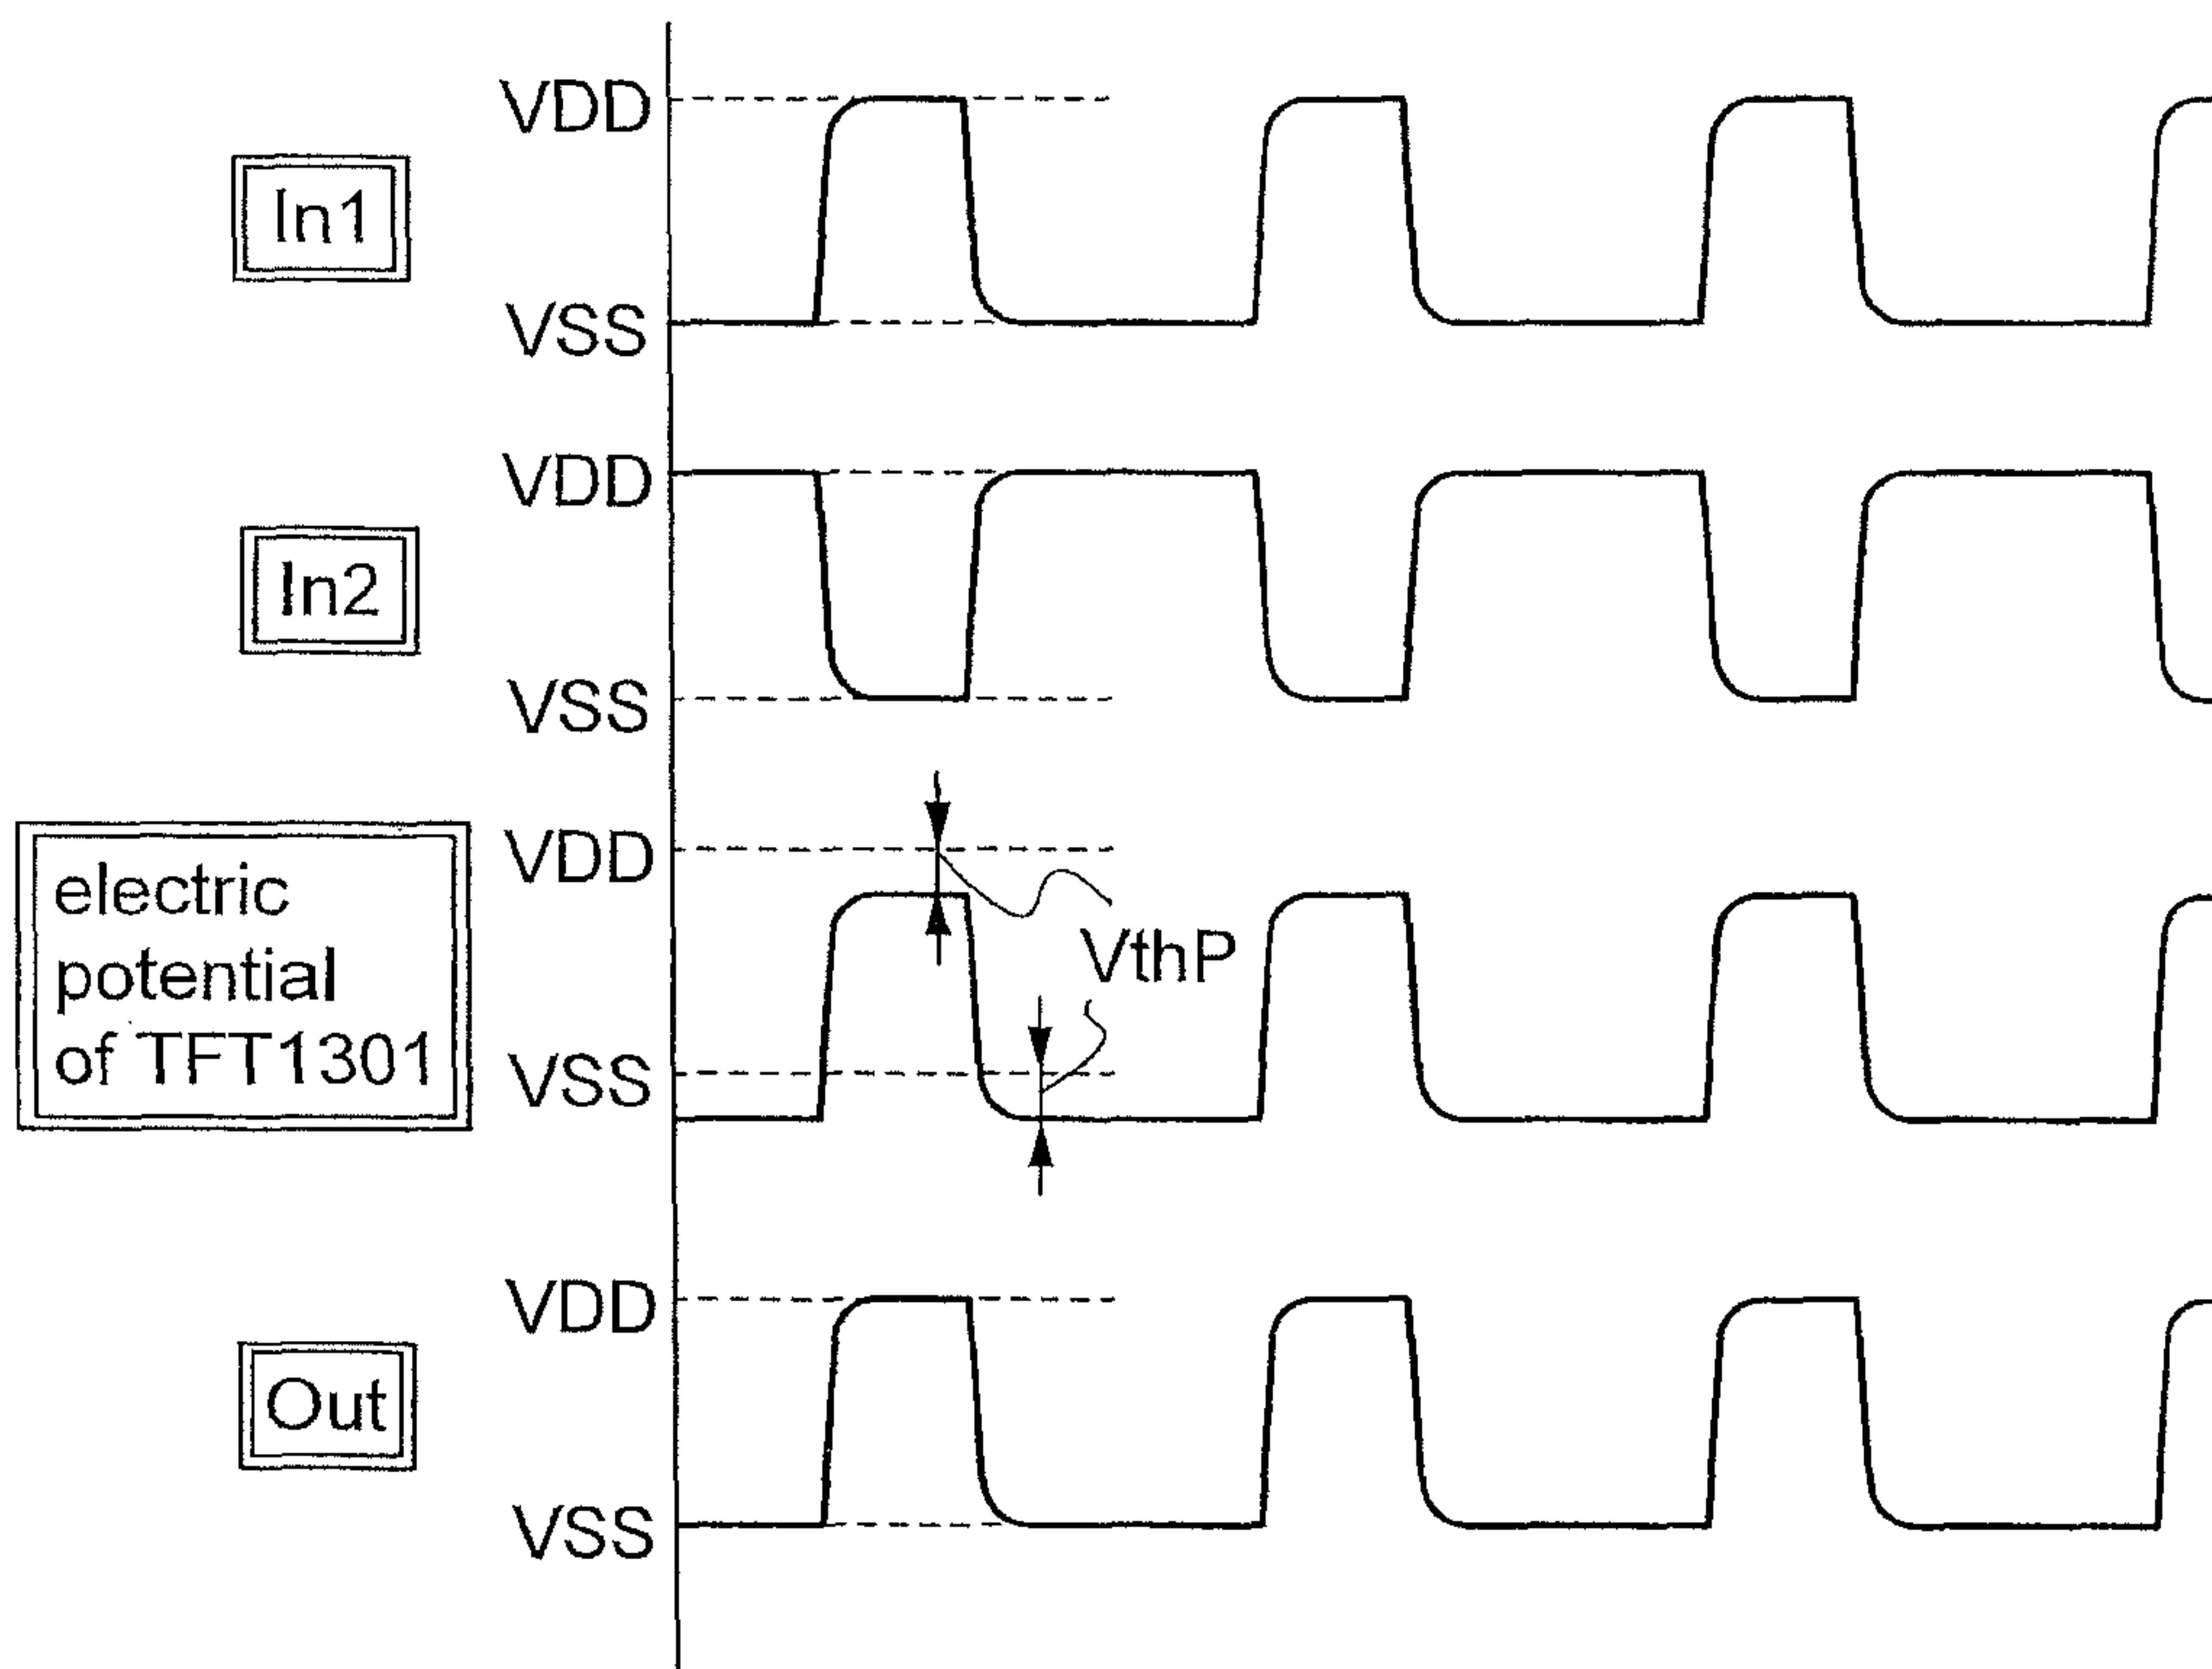 VDD
In1
VSS
VDD
In2
VSS
VDD
electric
potential
of TFT1301
VthP
VSS
VDD
Out
VSS